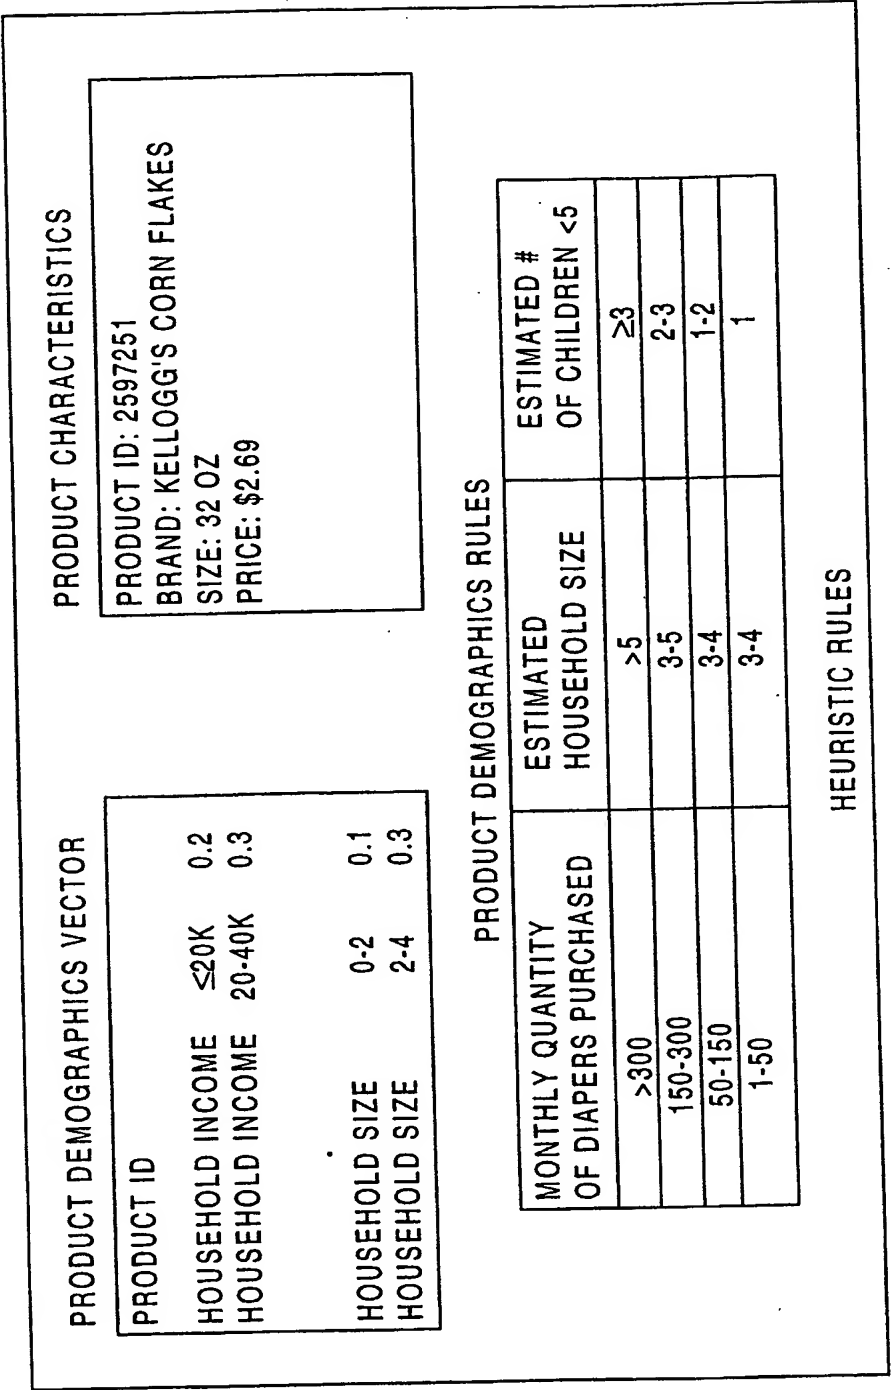 PRODUCT DEMOGRAPHICS VECTOR
PRODUCT ID
HOUSEHOLD INCOME ≤20K 0.2
HOUSEHOLD INCOME 20-40K 0.3
HOUSEHOLD SIZE 0-2 0.1
HOUSEHOLD SIZE 2-4 0.3
PRODUCT CHARACTERISTICS
PRODUCT ID: 2597251
BRAND: KELLOGG'S CORN FLAKES
SIZE: 32 OZ
PRICE: $2.69
PRODUCT DEMOGRAPHICS RULES
MONTHLY QUANTITY ESTIMATED ESTIMATED #
OF DIAPERS PURCHASED HOUSEHOLD SIZE OF CHILDREN <5
>300 >5 ≥3
150-300 3-5 2-3
50-150 3-4 1-2
1-50 3-4 1
HEURISTIC RULES